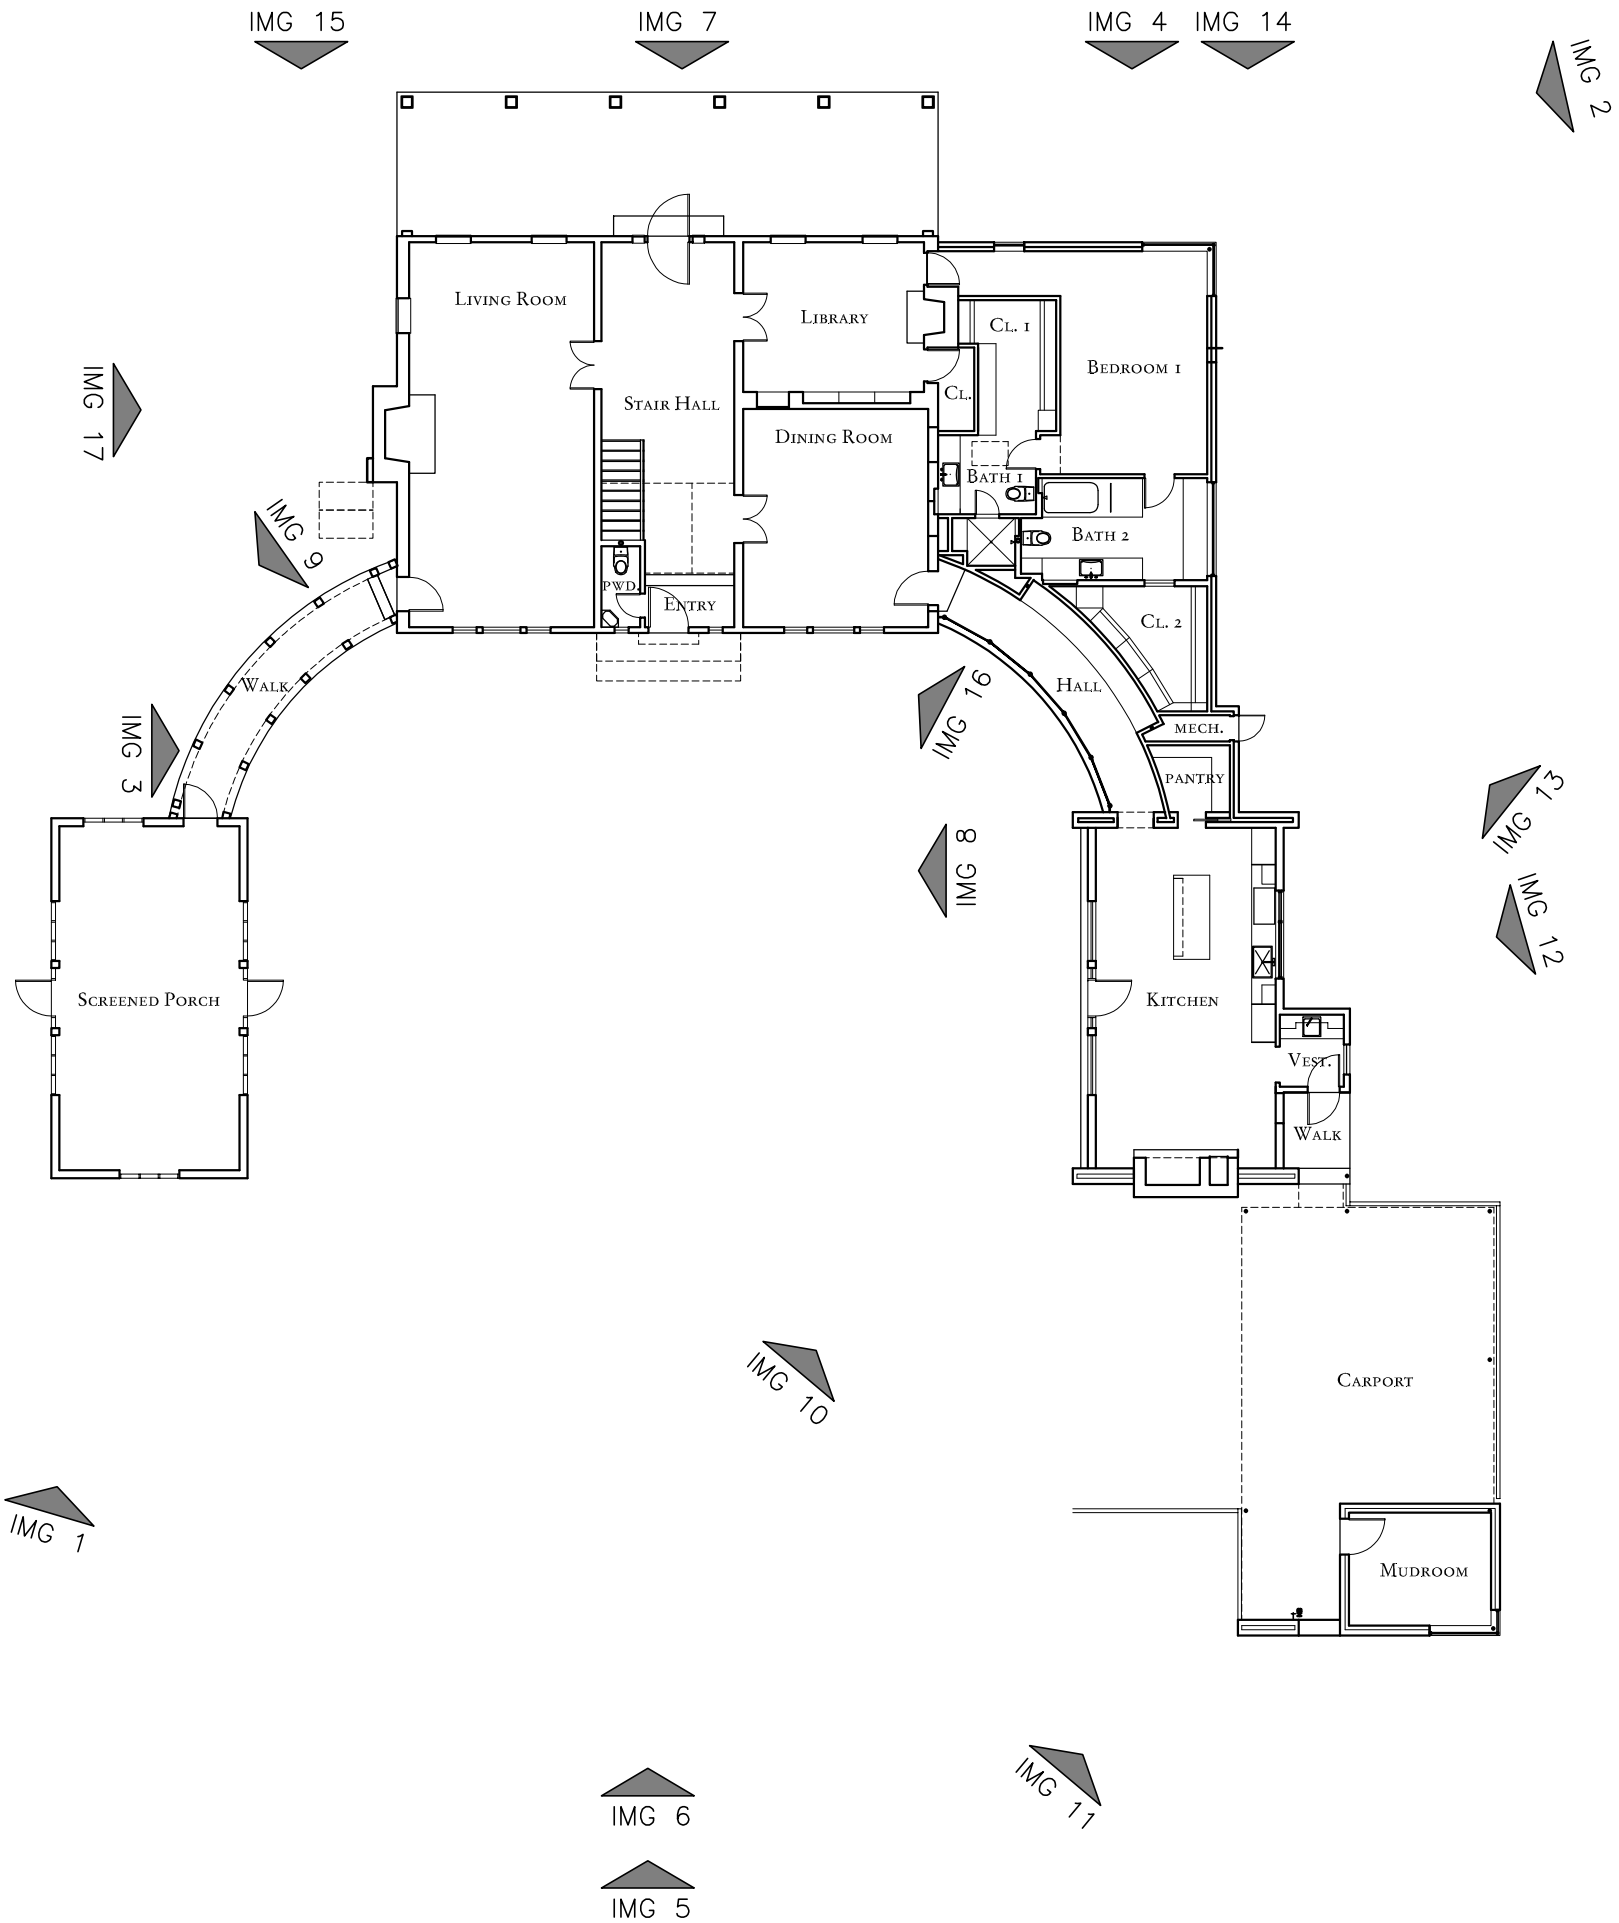 IMG 15
IMG 7
IMG 4
IMG 14
IMG 2
Living Room
Library
Cl. 1
Bedroom 1
IMG 17
Stair Hall
Cl.
Dining Room
Bath 1
IMG 9
Bath 2
PWD.
Entry
Cl. 2
Walk
Hall
IMG 16
IMG 3
MECH.
PANTRY
IMG 13
IMG 8
IMG 12
Screened Porch
Kitchen
Vest.
Walk
IMG 10
Carport
IMG 1
Mudroom
IMG 11
IMG 6
IMG 5